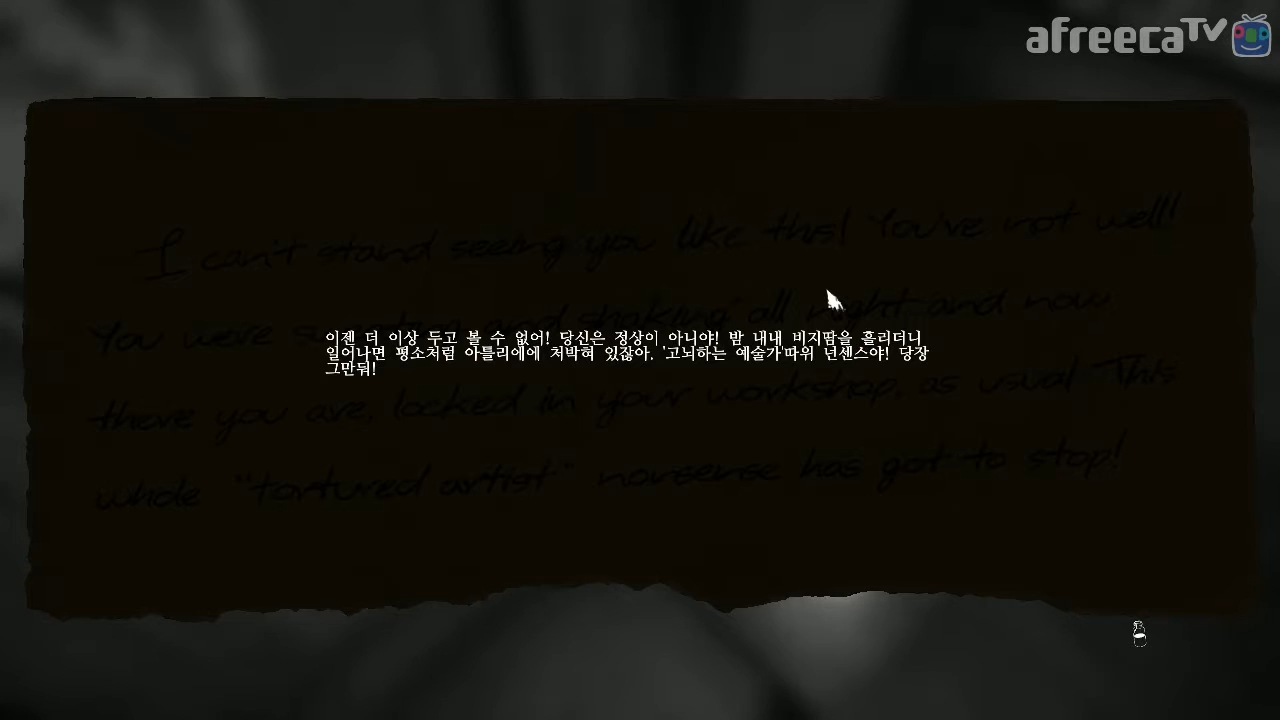 afreecaTV
I can't stand seeing you like this! You've not well!
You were and shaking all night and now
이젠 더 이상 두고 볼 수 없어! 당신은 정상이 아니야! 밤 내내 비지땀을 흘리더니
일어나면 평소처럼 아틀리에에 처박혀 있잖아. '고뇌하는 예술가'따위 넌센스야! 당장
그만둬!
there you are, locked in your workshop, as usual This
whole "tortured artist" nonsense has got to stop!